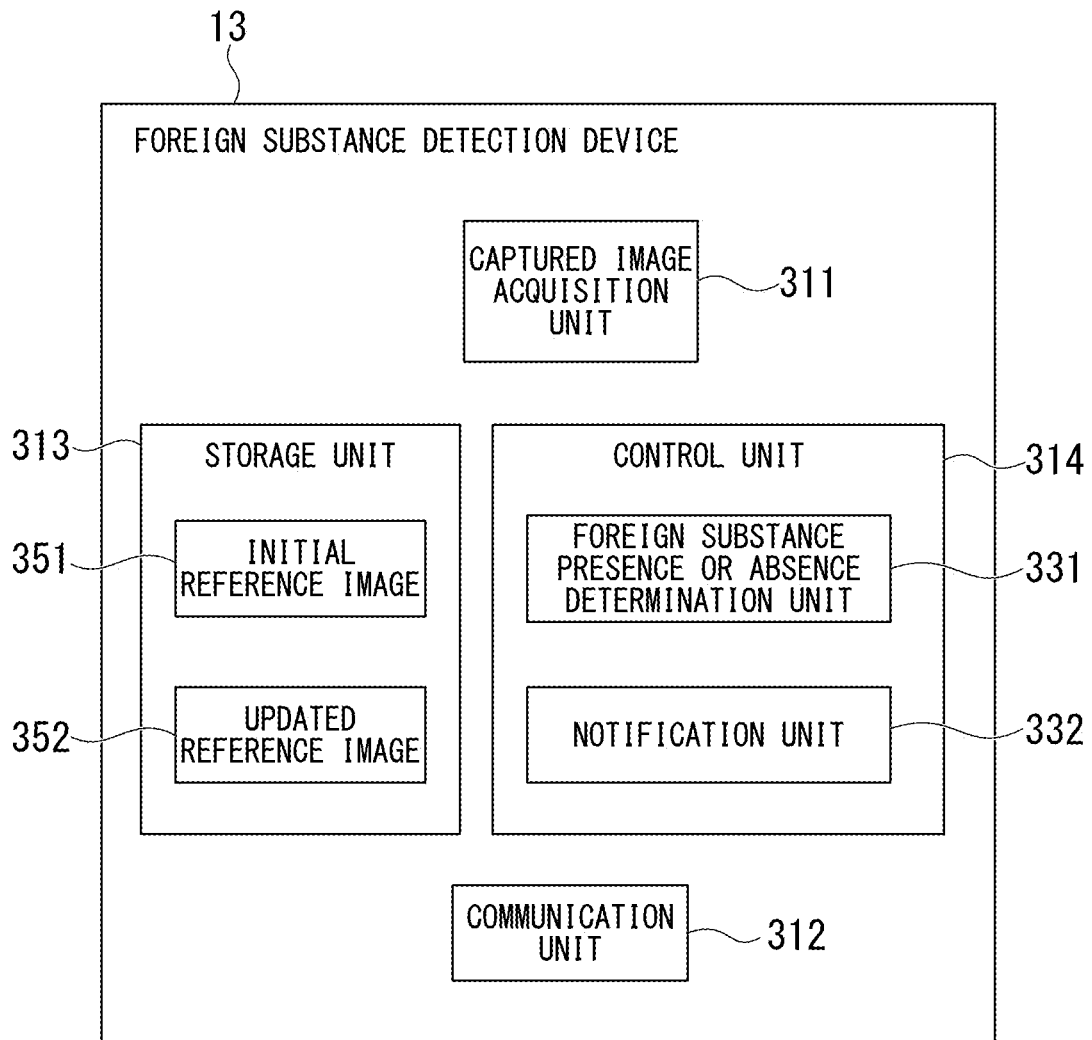 13
FOREIGN SUBSTANCE DETECTION DEVICE
CAPTURED IMAGE
ACQUISITION
UNIT
311
313
STORAGE UNIT
351
INITIAL
REFERENCE IMAGE
352
UPDATED
REFERENCE IMAGE
CONTROL UNIT
314
FOREIGN SUBSTANCE
PRESENCE OR ABSENCE
DETERMINATION UNIT
331
NOTIFICATION UNIT
332
COMMUNICATION
UNIT
312